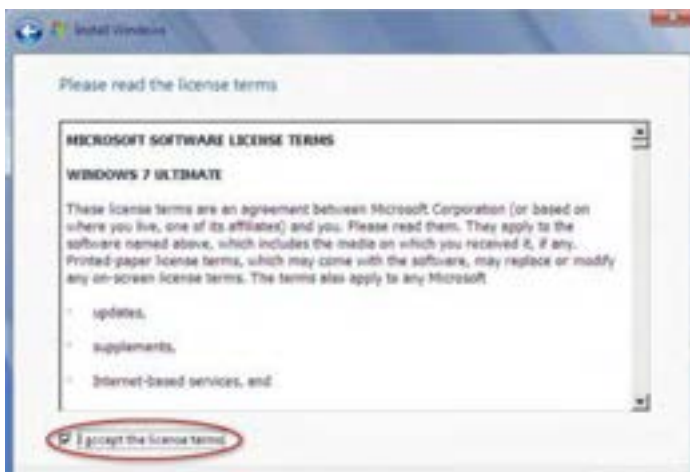 Install Windows
Please read the license terms
MICROSOFT SOFTWARE LICENSE TERMS
WINDOWS 7 ULTIMATE
These license terms are an agreement between Microsoft Corporation (or based on
where you live, one of its affiliates) and you. Please read them. They apply to the
software named above, which includes the media on which you received it, if any.
Printed-paper license terms, which may come with the software, may replace or modify
any on-screen license terms. The terms also apply to any Microsoft
· updates,
· supplements,
· Internet-based services, and
I accept the license terms